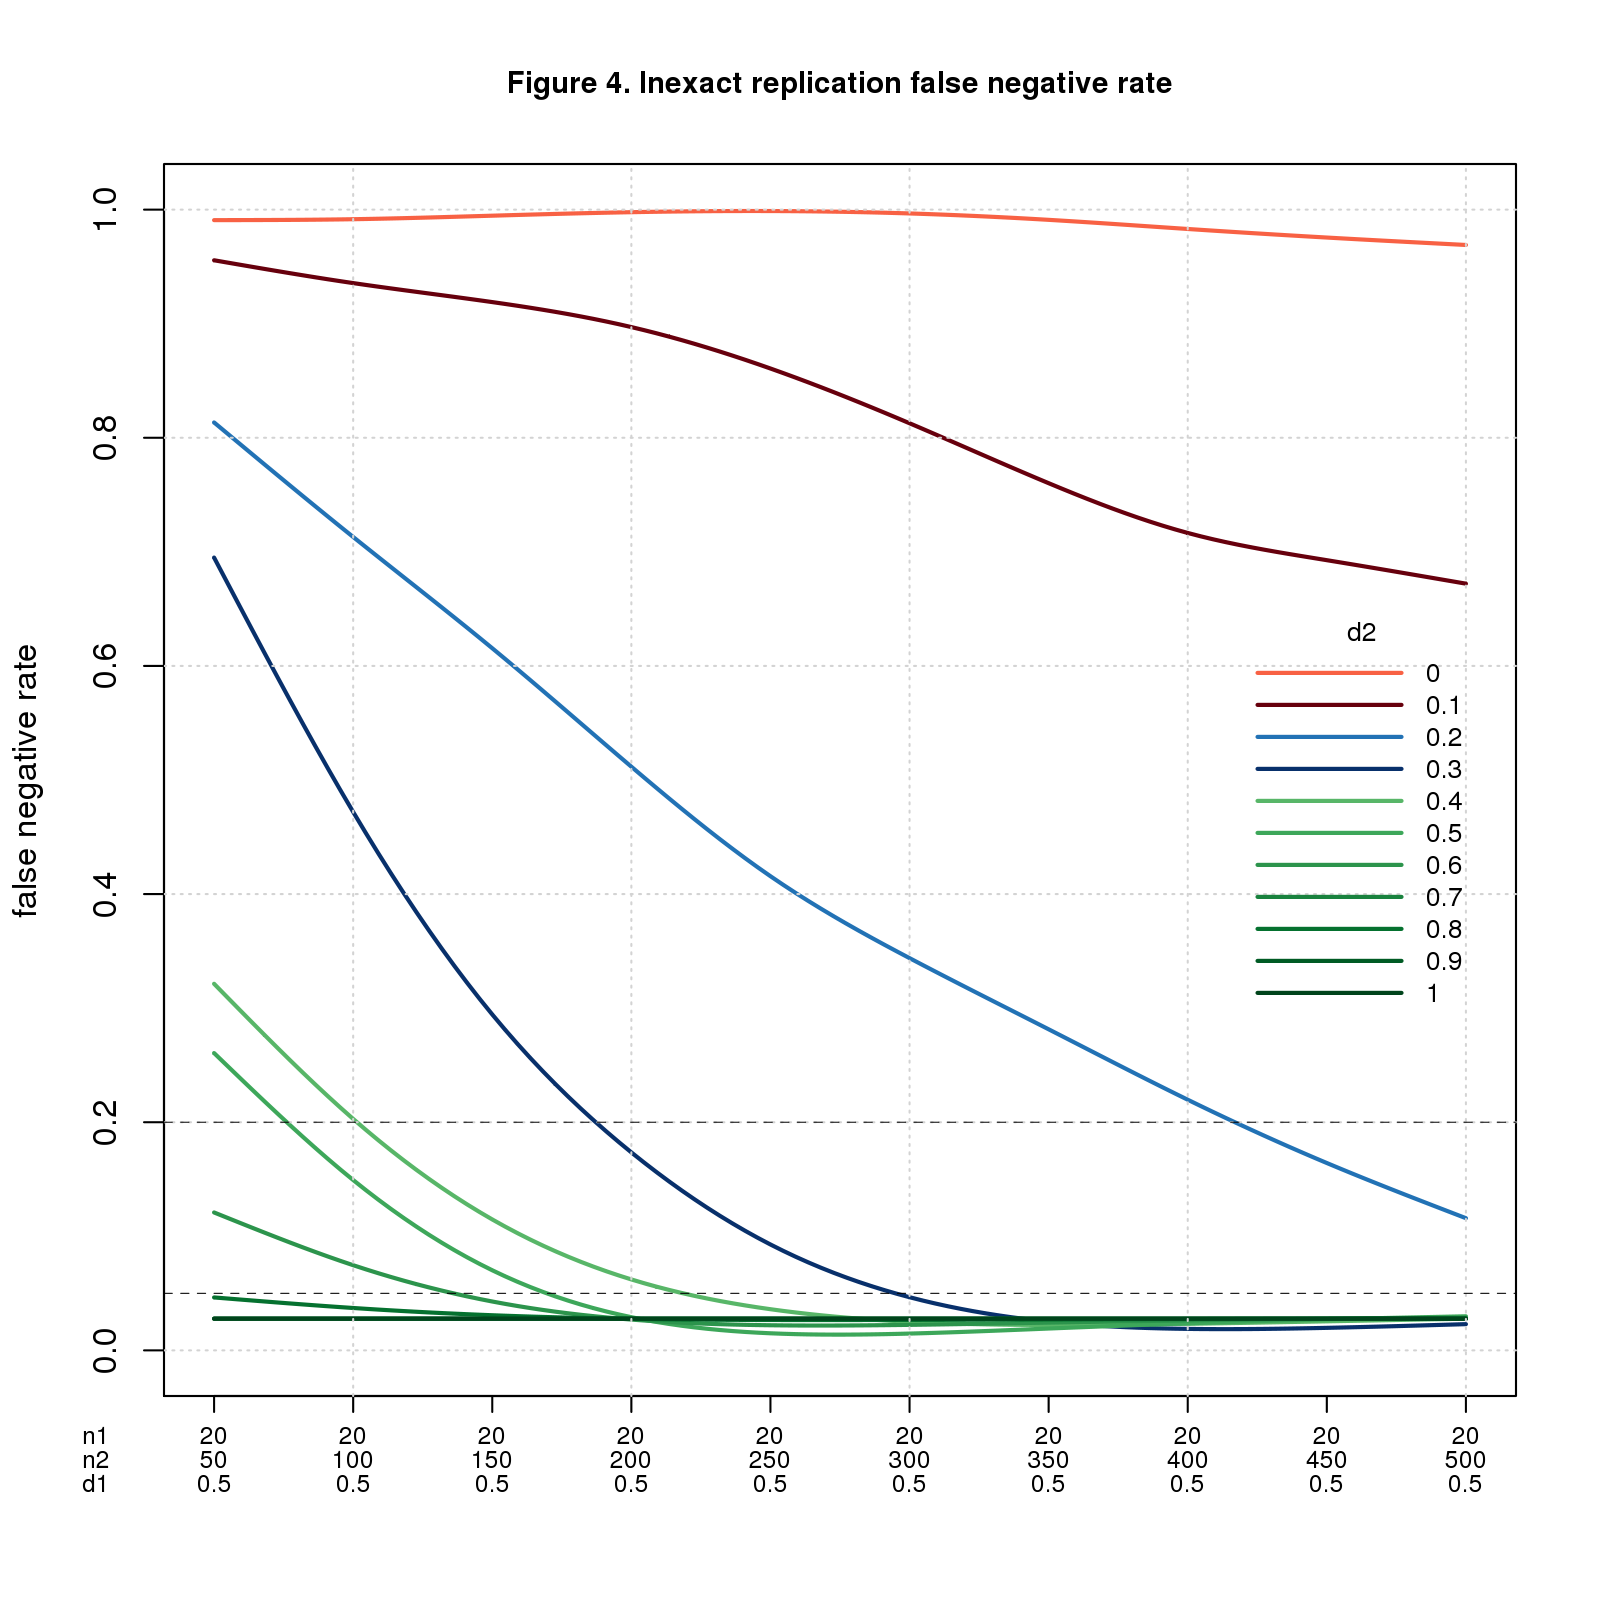 Figure 4. Inexact replication false negative rate
false negative rate
1.0
0.8
0.6
0.4
0.2
0.0
d2
0
0.1
0.2
0.3
0.4
0.5
0.6
0.7
0.8
0.9
1
n1 20 20 20 20 20 20 20 20 20 20
n2 50 100 150 200 250 300 350 400 450 500
d1 0.5 0.5 0.5 0.5 0.5 0.5 0.5 0.5 0.5 0.5